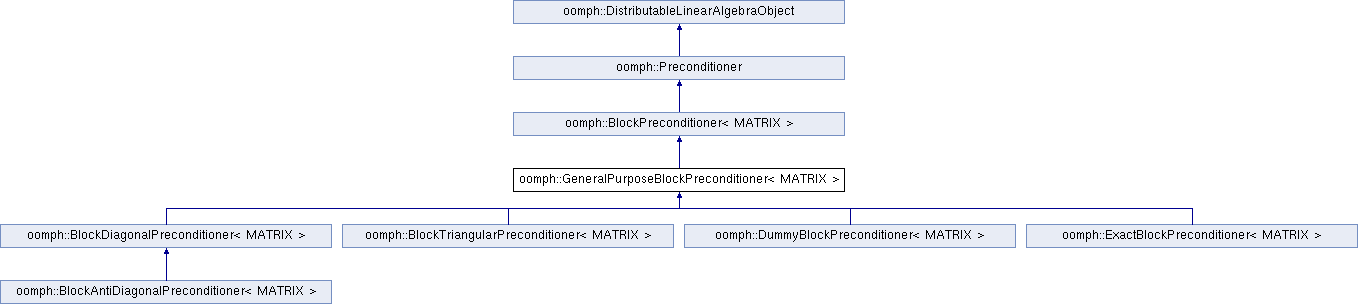 oomph::DistributableLinearAlgebraObject
oomph::Preconditioner
oomph::BlockPreconditioner< MATRIX >
oomph::GeneralPurposeBlockPreconditioner< MATRIX >
oomph::BlockDiagonalPreconditioner< MATRIX >
oomph::BlockTriangularPreconditioner< MATRIX >
oomph::DummyBlockPreconditioner< MATRIX >
oomph::ExactBlockPreconditioner< MATRIX >
oomph::BlockAntiDiagonalPreconditioner< MATRIX >